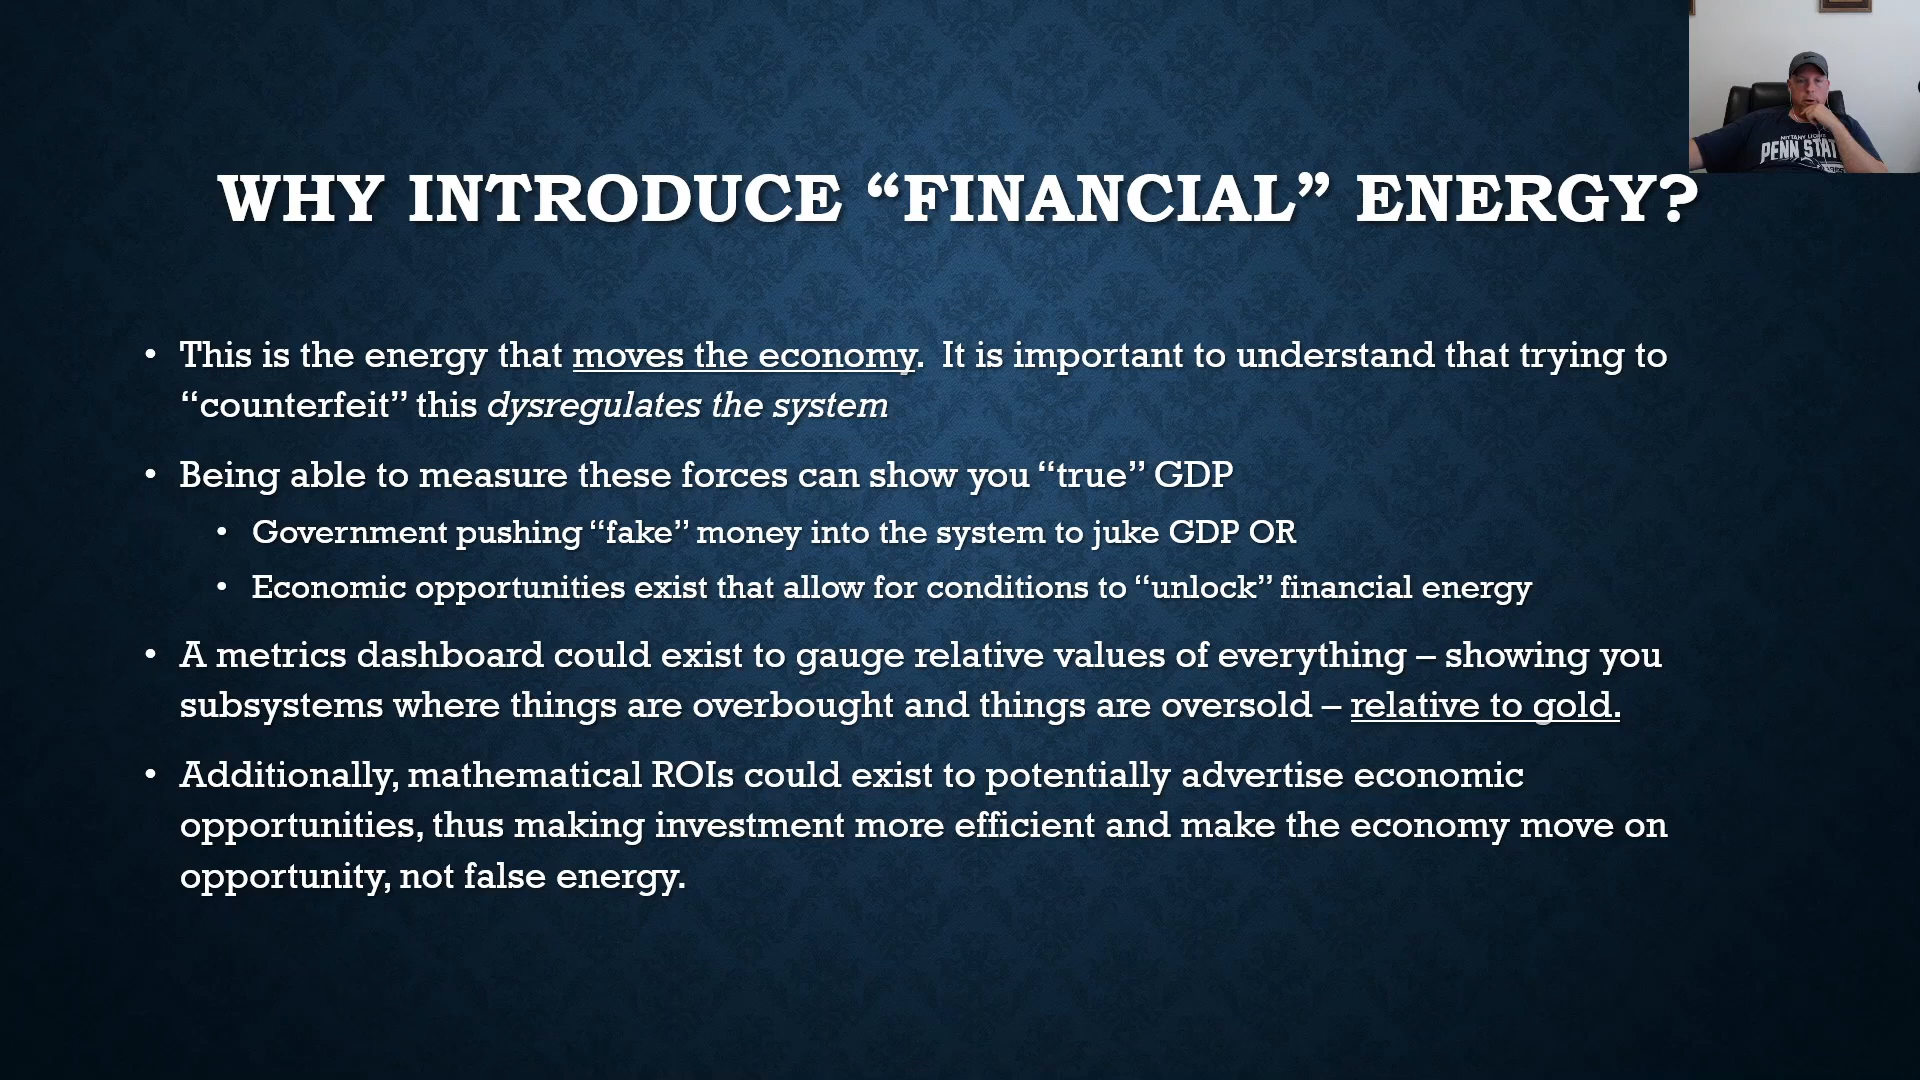 WHY INTRODUCE “FINANCIAL” ENERGY?
• This is the energy that moves the economy.  It is important to understand that trying to
“counterfeit” this dysregulates the system
• Being able to measure these forces can show you “true” GDP
• Government pushing “fake” money into the system to juke GDP OR
• Economic opportunities exist that allow for conditions to “unlock” financial energy
• A metrics dashboard could exist to gauge relative values of everything – showing you
subsystems where things are overbought and things are oversold – relative to gold.
• Additionally, mathematical ROIs could exist to potentially advertise economic
opportunities, thus making investment more efficient and make the economy move on
opportunity, not false energy.
NITTANY LIONS
PENN STAT